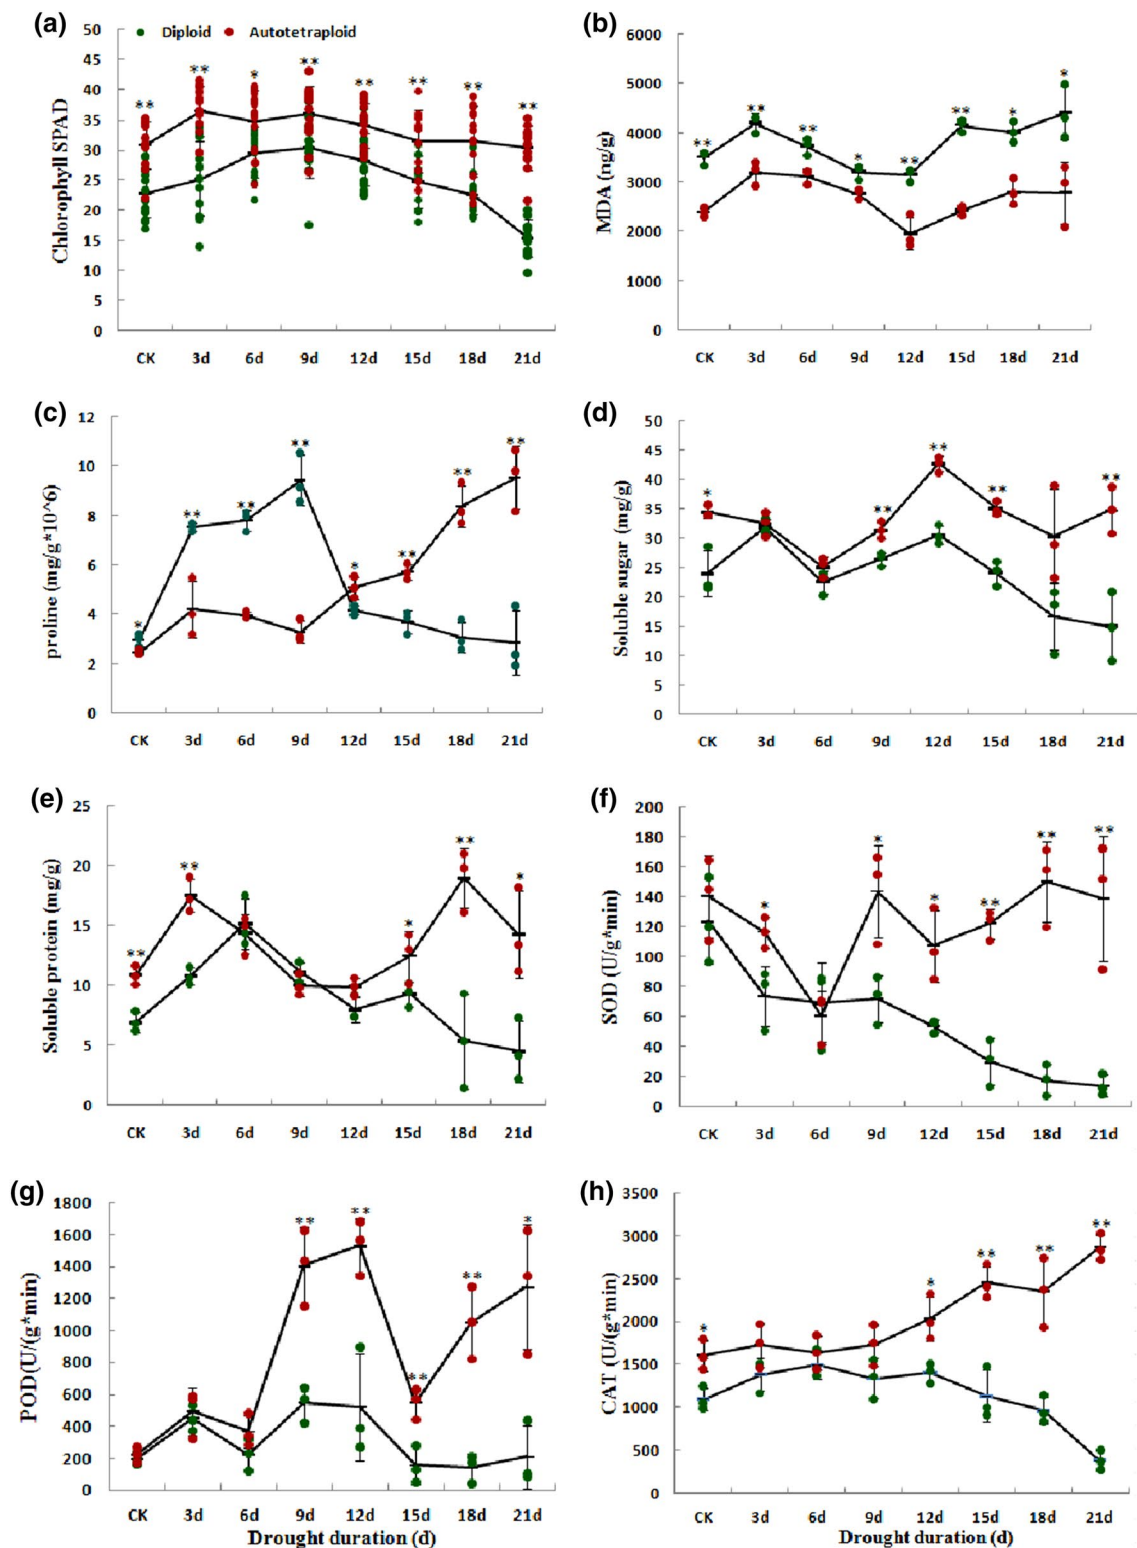 (a)
Diploid Autotetraploid
Chlorophyll SPAD
50
45
40
35
30
25
20
15
10
5
0
** ** * ** ** ** ** **
CK 3d 6d 9d 12d 15d 18d 21d
(b)
MDA (ng/g)
6000
5000
4000
3000
2000
1000
0
** ** ** * ** ** * *
CK 3d 6d 9d 12d 15d 18d 21d
(c)
proline (mg/g*10^6)
12
10
8
6
4
2
0
* ** ** ** * ** ** **
CK 3d 6d 9d 12d 15d 18d 21d
(d)
Soluble sugar (mg/g)
50
45
40
35
30
25
20
15
10
5
0
* ** ** ** **
CK 3d 6d 9d 12d 15d 18d 21d
(e)
Soluble protein (mg/g)
25
20
15
10
5
0
** ** * ** *
CK 3d 6d 9d 12d 15d 18d 21d
(f)
SOD (U/g*min)
200
180
160
140
120
100
80
60
40
20
0
* * * ** ** **
CK 3d 6d 9d 12d 15d 18d 21d
(g)
POD(U/(g*min)
1800
1600
1400
1200
1000
800
600
400
200
0
** ** ** ** *
CK 3d 6d 9d 12d 15d 18d 21d
Drought duration (d)
(h)
CAT (U/(g*min)
3500
3000
2500
2000
1500
1000
500
0
* * ** ** **
CK 3d 6d 9d 12d 15d 18d 21d
Drought duration (d)